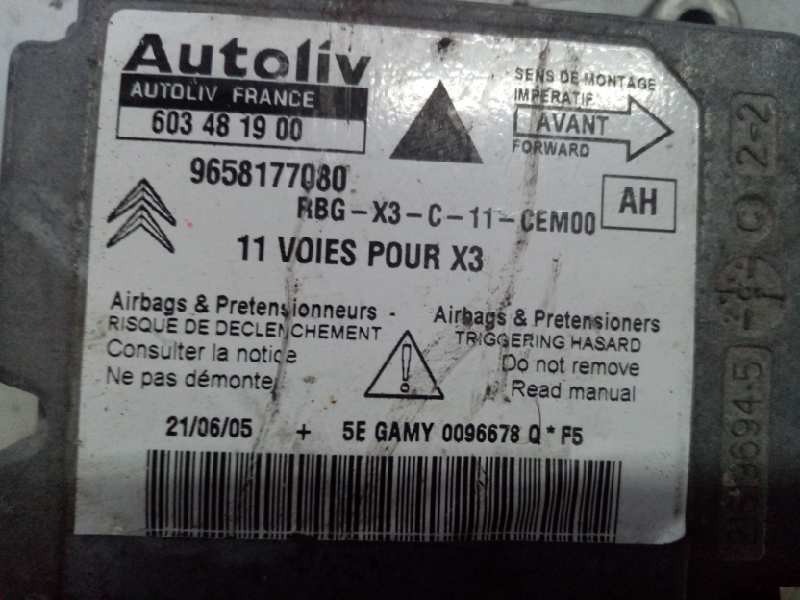 Autoliv
AUTOLIV FRANCE
603 48 19 00
SENS DE MONTAGE
IMPERATIF
AVANT
FORWARD
9658177080
RBG-X3-C-11-CEM00
AH
11 VOIES POUR X3
Airbags & Pretensionneurs -
RISQUE DE DECLENCHEMENT
Consulter la notice
Ne pas démonter
Airbags & Pretensioners
TRIGGERING HASARD
Do not remove
Read manual
!
21/06/05 + 5E GAMY 0096678 Q * F5
2-2